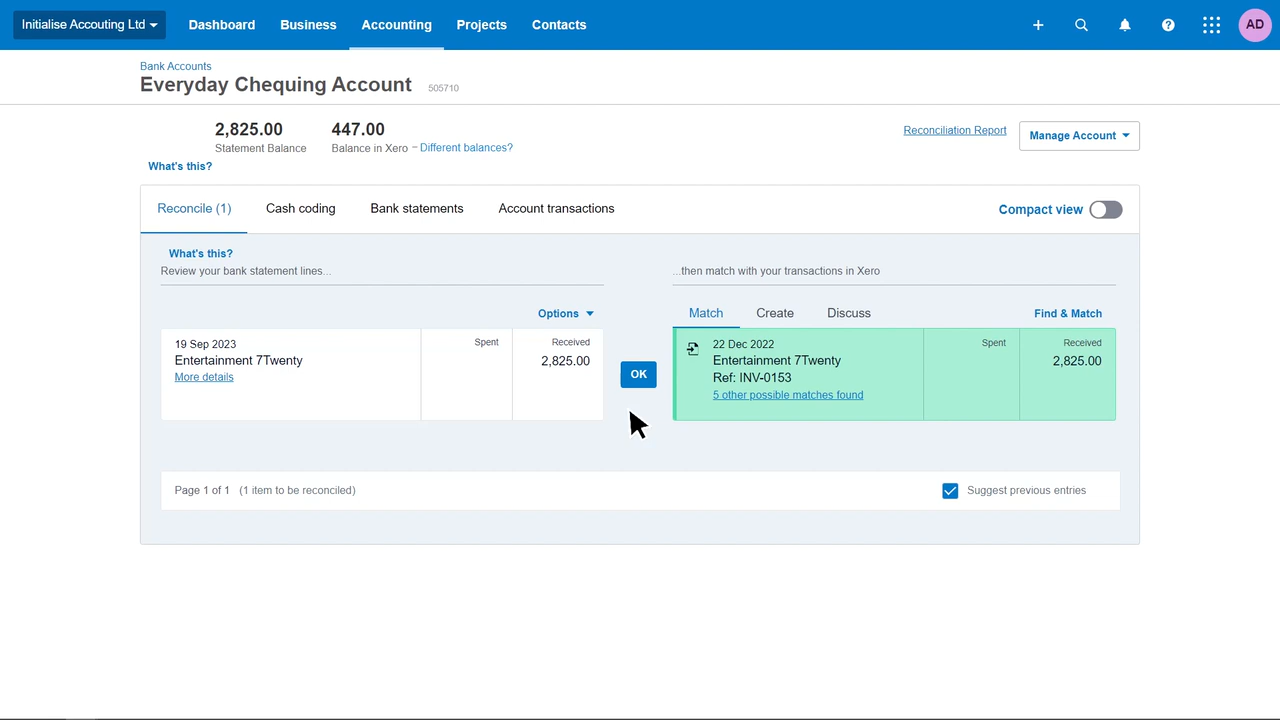 Initialise Accouting Ltd
Dashboard
Business
Accounting
Projects
Contacts
AD
Bank Accounts
Everyday Chequing Account 505710
2,825.00
Statement Balance
447.00
Balance in Xero - Different balances?
What's this?
Reconciliation Report
Manage Account
Reconcile (1)
Cash coding
Bank statements
Account transactions
Compact view
What's this?
Review your bank statement lines...
...then match with your transactions in Xero
Options
Match
Create
Discuss
Find & Match
19 Sep 2023
Entertainment 7Twenty
More details
Spent
Received
2,825.00
OK
22 Dec 2022
Entertainment 7Twenty
Ref: INV-0153
5 other possible matches found
Spent
Received
2,825.00
Page 1 of 1 (1 item to be reconciled)
Suggest previous entries